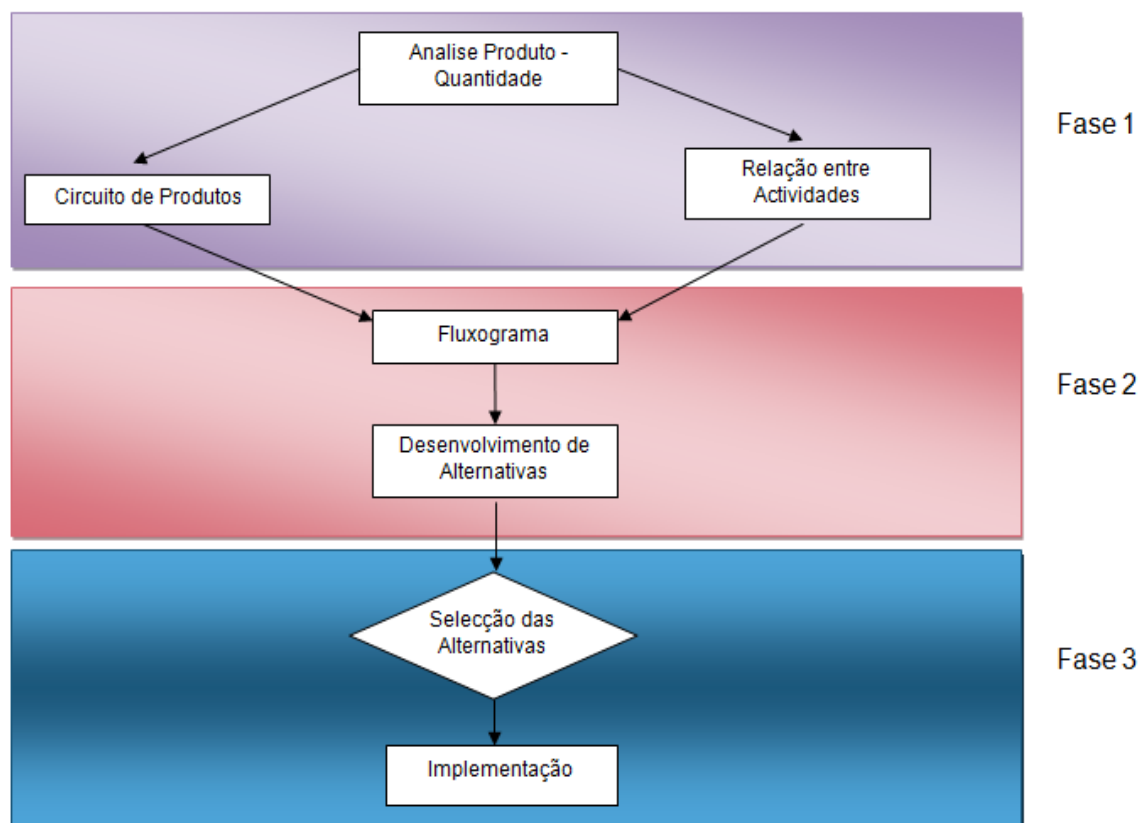 Analise Produto -
Quantidade
Fase 1
Circuito de Produtos
Relação entre
Actividades
Fluxograma
Fase 2
Desenvolvimento de
Alternativas
Selecção das
Alternativas
Fase 3
Implementação